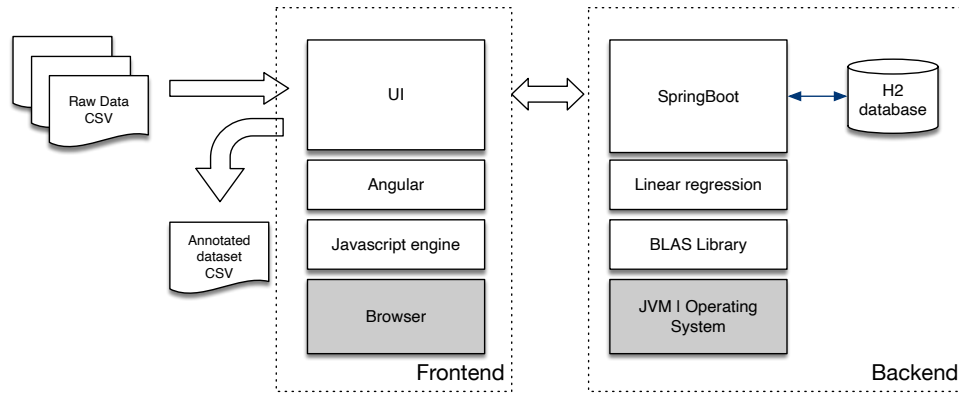 Raw Data
CSV
Annotated
dataset
CSV
UI
Angular
Javascript engine
Browser
Frontend
SpringBoot
Linear regression
BLAS Library
JVM | Operating
System
H2
database
Backend